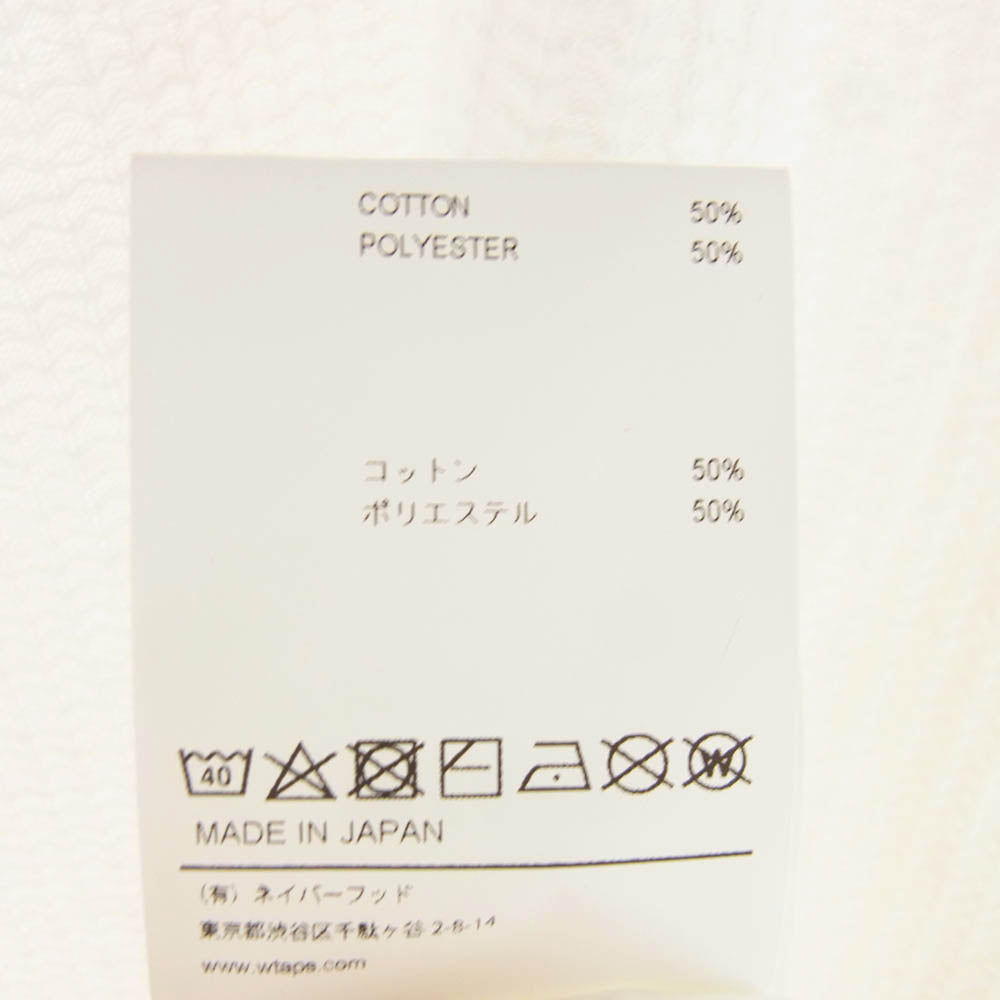 COTTON 50%
POLYESTER 50%
コットン 50%
ポリエステル 50%
40 W
MADE IN JAPAN
(有) ネイバーフッド
東京都渋谷区千駄ヶ谷 2-8-14
www.wtaps.com